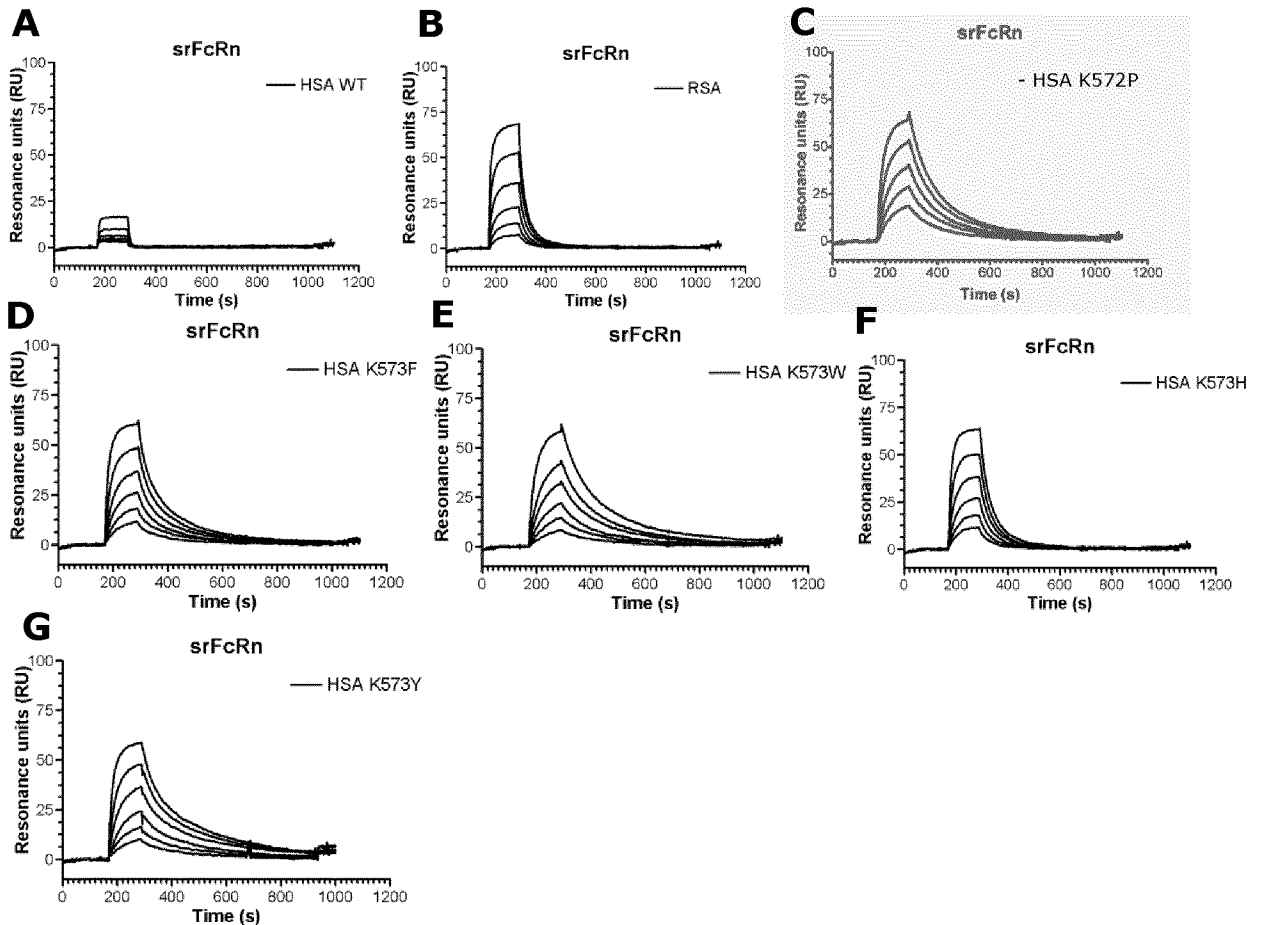 A
srFcRn
HSA WT
Resonance units (RU)
100
75
50
25
0
0 200 400 600 800 1000 1200
Time (s)
B
srFcRn
RSA
Resonance units (RU)
100
75
50
25
0
0 200 400 600 800 1000 1200
Time (s)
C
srFcRn
- HSA K572P
Resonance units (RU)
100
75
50
25
0
0 200 400 600 800 1000 1200
Time (s)
D
srFcRn
HSA K573F
Resonance units (RU)
100
75
50
25
0
0 200 400 600 800 1000 1200
Time (s)
E
srFcRn
HSA K573W
Resonance units (RU)
100
75
50
25
0
0 200 400 600 800 1000 1200
Time (s)
F
srFcRn
HSA K573H
Resonance units (RU)
100
75
50
25
0
0 200 400 600 800 1000 1200
Time (s)
G
srFcRn
HSA K573Y
Resonance units (RU)
100
75
50
25
0
0 200 400 600 800 1000 1200
Time (s)